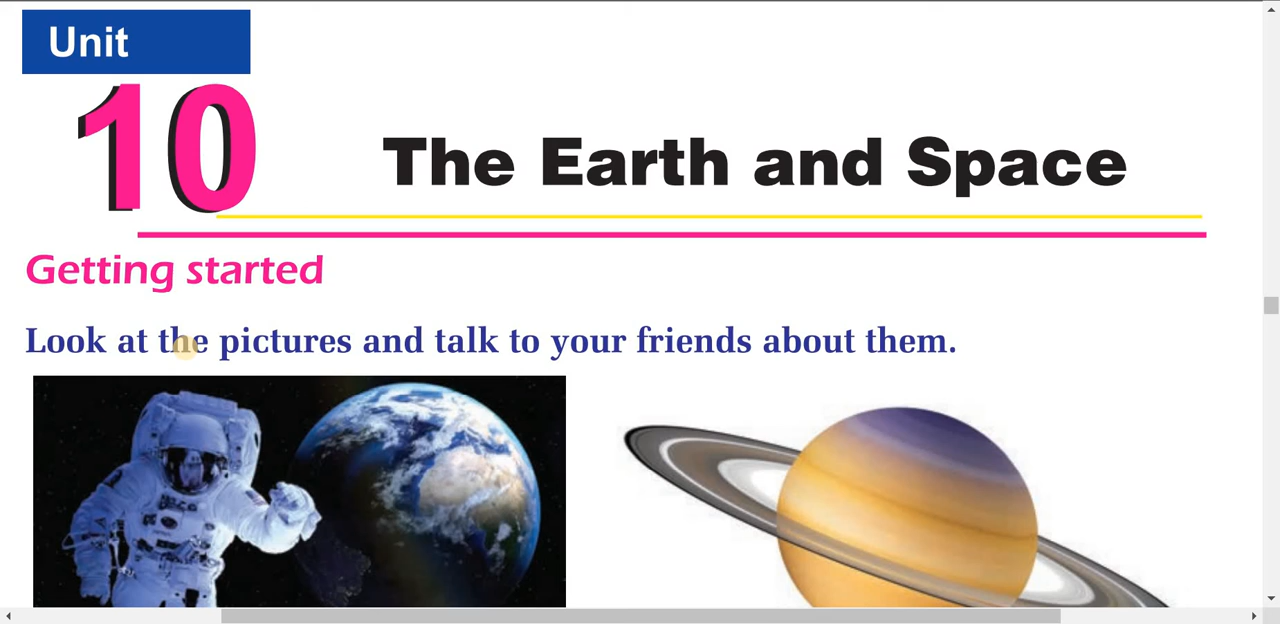 Unit
10
The Earth and Space
Getting started
Look at the pictures and talk to your friends about them.